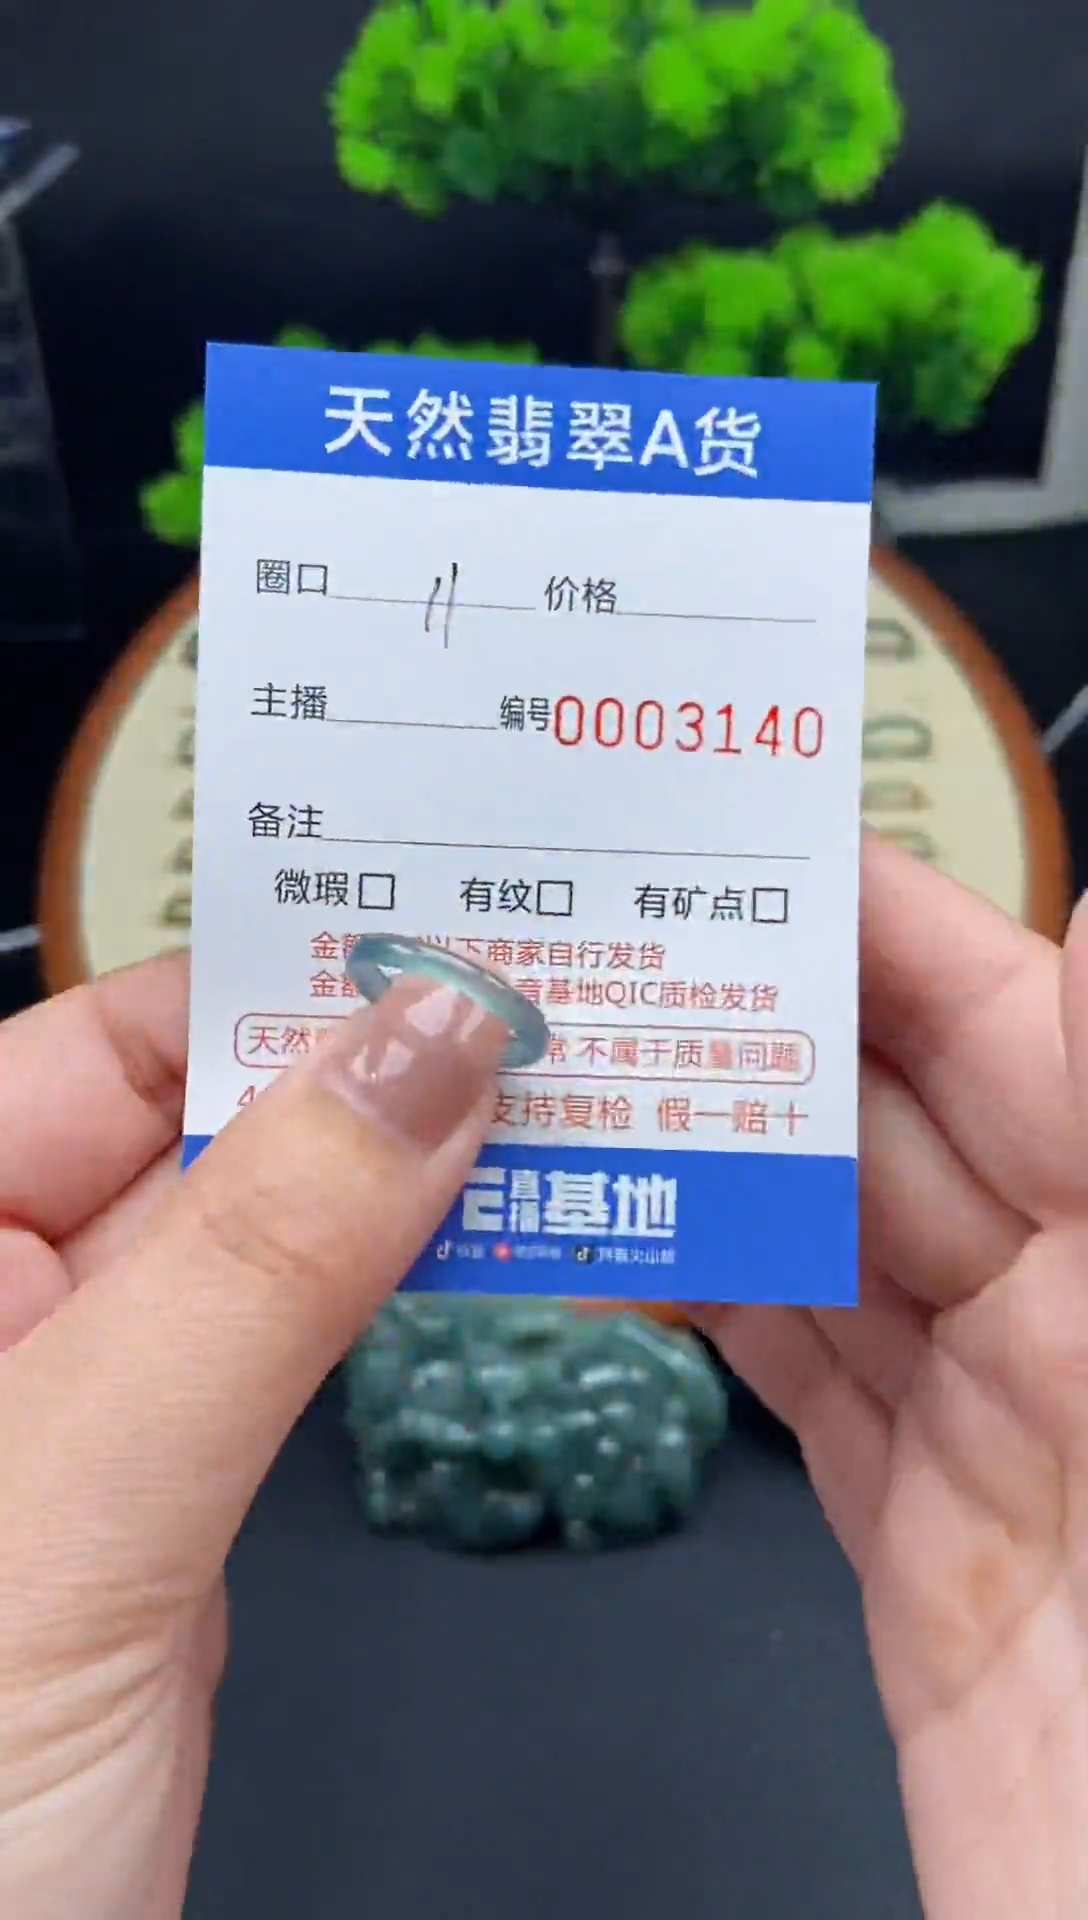 天然翡翠A货
圈口 11 价格
主播 编号0003140
备注
微瑕□ 有纹□ 有矿点□
金额 以下商家自行发货
金额 音基地QIC质检发货
天然 常 不属于质量问题
支持复检 假一赔十
直播基地